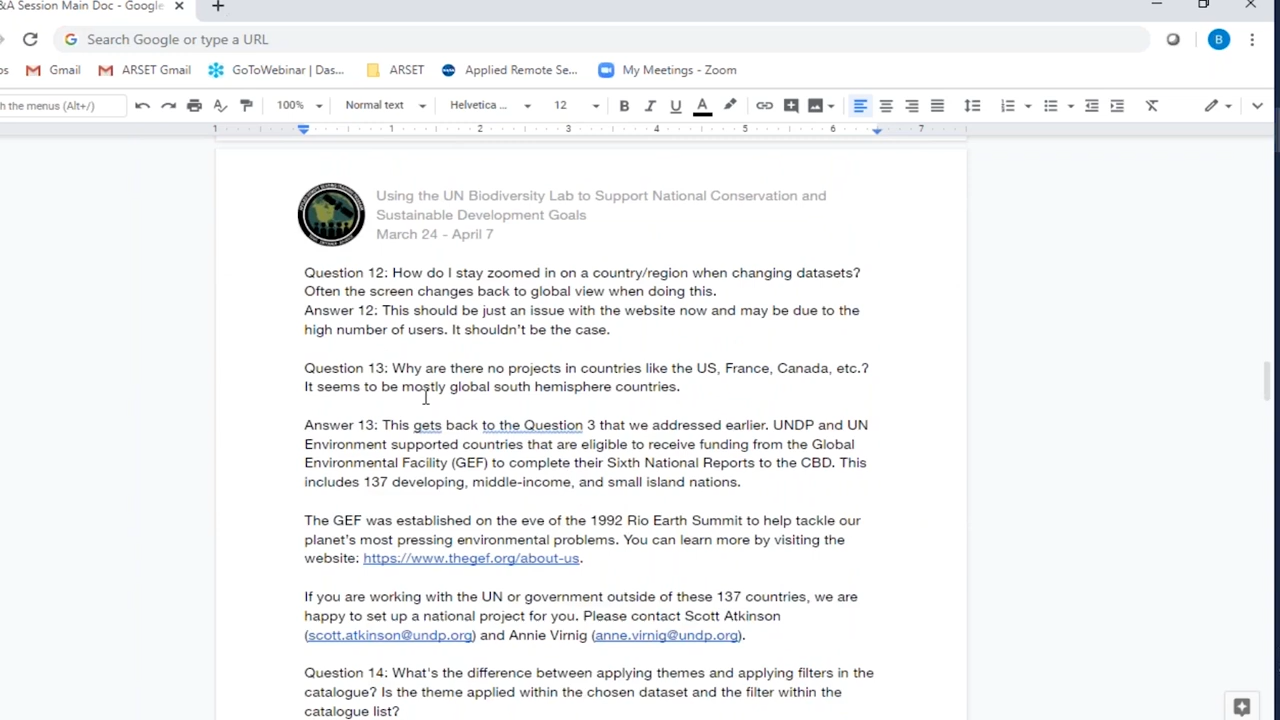 &A Session Main Doc - Google
Search Google or type a URL
ps Gmail ARSET Gmail GoToWebinar | Das... ARSET Applied Remote Se... My Meetings - Zoom
h the menus (Alt+/) 100% Normal text Helvetica ... 12 B I U A
1 1 2 3 4 5 6 7
Using the UN Biodiversity Lab to Support National Conservation and
Sustainable Development Goals
March 24 - April 7
Question 12: How do I stay zoomed in on a country/region when changing datasets?
Often the screen changes back to global view when doing this.
Answer 12: This should be just an issue with the website now and may be due to the
high number of users. It shouldn't be the case.
Question 13: Why are there no projects in countries like the US, France, Canada, etc.?
It seems to be mostly global south hemisphere countries.
Answer 13: This gets back to the Question 3 that we addressed earlier. UNDP and UN
Environment supported countries that are eligible to receive funding from the Global
Environmental Facility (GEF) to complete their Sixth National Reports to the CBD. This
includes 137 developing, middle-income, and small island nations.
The GEF was established on the eve of the 1992 Rio Earth Summit to help tackle our
planet's most pressing environmental problems. You can learn more by visiting the
website: https://www.thegef.org/about-us.
If you are working with the UN or government outside of these 137 countries, we are
happy to set up a national project for you. Please contact Scott Atkinson
(scott.atkinson@undp.org) and Annie Virnig (anne.virnig@undp.org).
Question 14: What's the difference between applying themes and applying filters in the
catalogue? Is the theme applied within the chosen dataset and the filter within the
catalogue list?